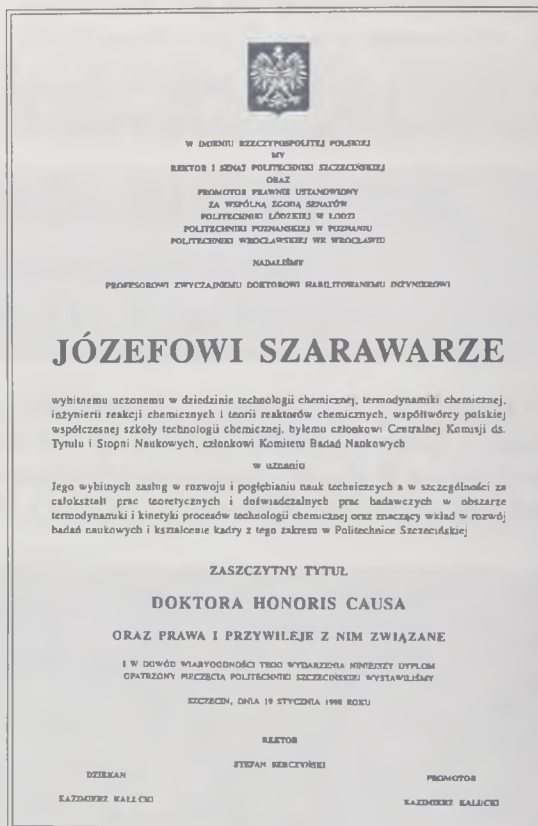 W IMIENIU RZECZYPOSPOLITEJ POLSKIEJ
MY
REKTOR I SENAT POLITECHNIKI SZCZECIŃSKIEJ
ORAZ
PROMOTOR PRAWNIE USTANOWIONY
ZA WSPÓLNĄ ZGODĄ SENATÓW
POLITECHNIKI ŁÓDZKIEJ W ŁODZI
POLITECHNIKI POZNAŃSKIEJ W POZNANIU
POLITECHNIKI WROCŁAWSKIEJ WE WROCŁAWIU
NADALIŚMY
PROFESOROWI ZWYCZAJNEMU DOKTOROWI HABILITOWANEMU INŻYNIEROWI
JÓZEFOWI SZARAWARZE
wybitnemu uczonemu w dziedzinie technologii chemicznej, termodynamiki chemicznej,
inżynierii reakcji chemicznych i teorii reaktorów chemicznych, współtwórcy polskiej
współczesnej szkoły technologii chemicznej, byłemu członkowi Centralnej Komisji ds.
Tytułu i Stopni Naukowych, członkowi Komitetu Badań Naukowych
w uznaniu
Jego wybitnych zasług w rozwoju i pogłębianiu nauk technicznych a w szczególności za
całokształt prac teoretycznych i doświadczalnych prac badawczych w obszarze
termodynamiki i kinetyki procesów technologii chemicznej oraz znaczący wkład w rozwój
badań naukowych i kształcenie kadry z tego zakresu w Politechnice Szczecińskiej
ZASZCZYTNY TYTUŁ
DOKTORA HONORIS CAUSA
ORAZ PRAWA I PRZYWILEJE Z NIM ZWIĄZANE
I W DOWÓD WIARYGODNOŚCI TEGO WYDARZENIA NINIEJSZY DYPLOM
OPATRZONY PIECZĘCIĄ POLITECHNIKI SZCZECIŃSKIEJ WYSTAWILIŚMY
SZCZECIN, DNIA 19 STYCZNIA ROKU
REKTOR
STEFAN
DZIEKAN
KAZIMIERZ KAŁUCKI
PROMOTOR
KAZIMIERZ KAŁUCKI